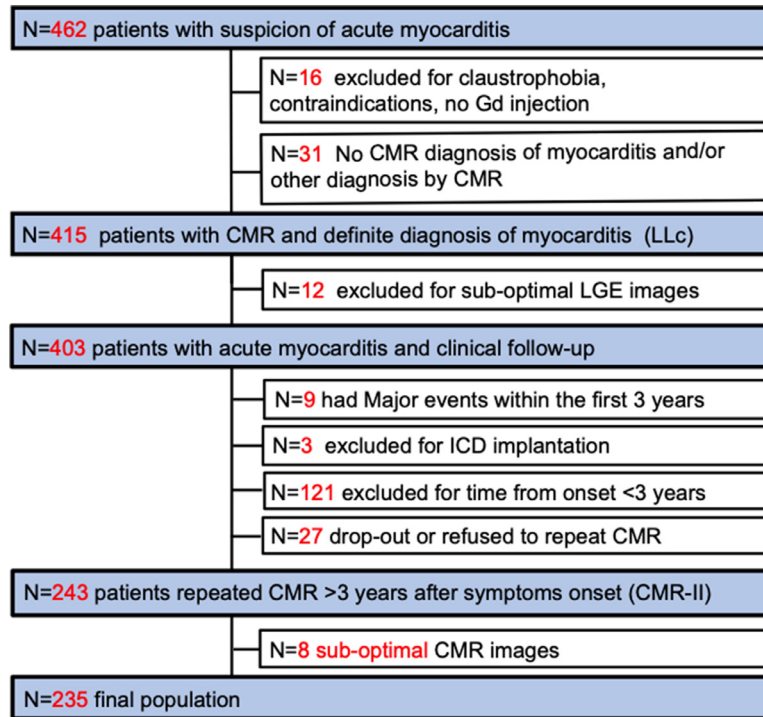 N=462 patients with suspicion of acute myocarditis
N=16 excluded for claustrophobia,
contraindications, no Gd injection
N=31 No CMR diagnosis of myocarditis and/or
other diagnosis by CMR
N=415 patients with CMR and definite diagnosis of myocarditis (LLc)
N=12 excluded for sub-optimal LGE images
N=403 patients with acute myocarditis and clinical follow-up
N=9 had Major events within the first 3 years
N=3 excluded for ICD implantation
N=121 excluded for time from onset <3 years
N=27 drop-out or refused to repeat CMR
N=243 patients repeated CMR >3 years after symptoms onset (CMR-II)
N=8 sub-optimal CMR images
N=235 final population